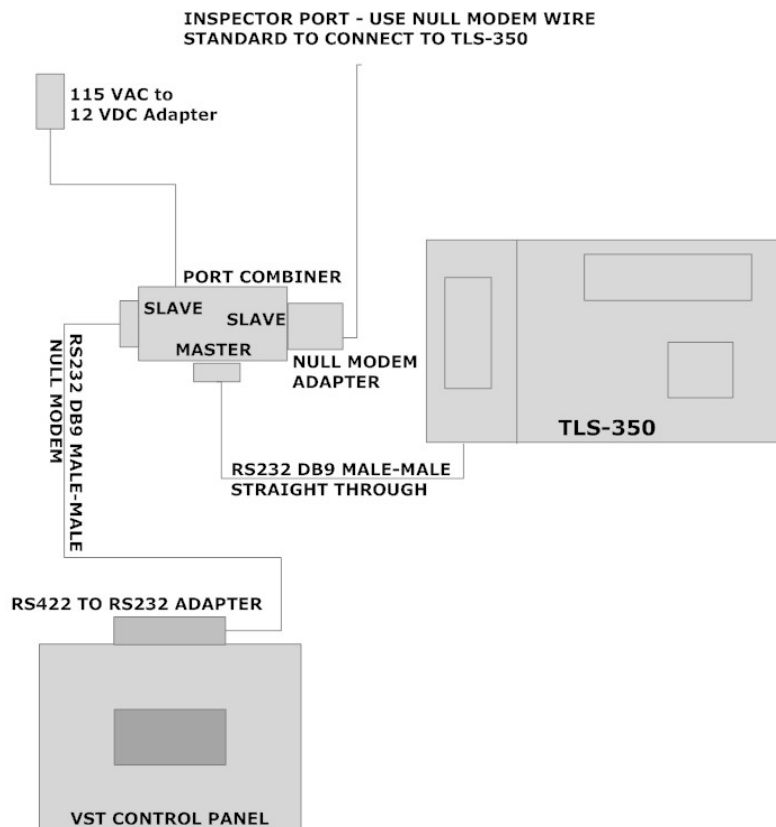 INSPECTOR PORT - USE NULL MODEM WIRE
STANDARD TO CONNECT TO TLS-350
115 VAC to
12 VDC Adapter
PORT COMBINER
SLAVE
SLAVE
MASTER
NULL MODEM
ADAPTER
TLS-350
RS232 DB9 MALE-MALE
STRAIGHT THROUGH
RS232 DB9 MALE-MALE
NULL MODEM
RS422 TO RS232 ADAPTER
VST CONTROL PANEL